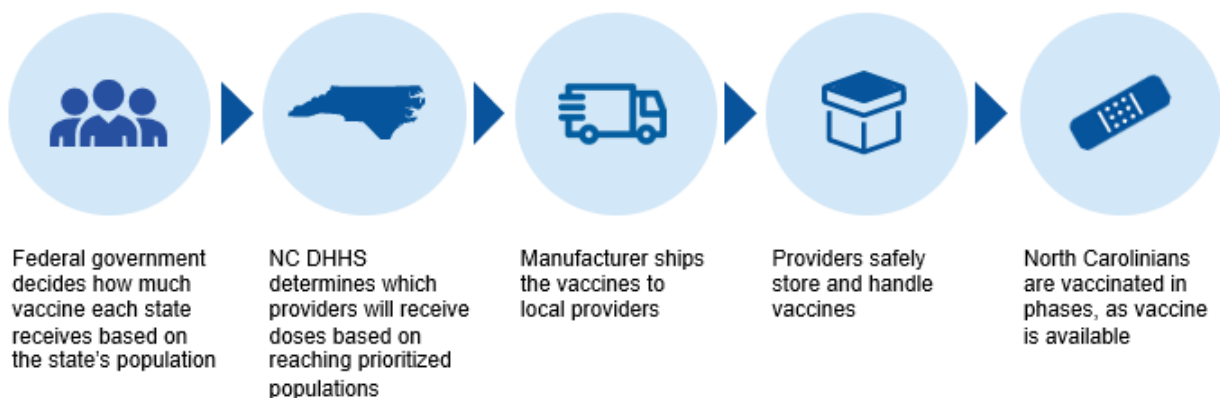 Federal government
decides how much
vaccine each state
receives based on
the state's population
NC DHHS
determines which
providers will receive
doses based on
reaching prioritized
populations
Manufacturer ships
the vaccines to
local providers
Providers safely
store and handle
vaccines
North Carolinians
are vaccinated in
phases, as vaccine
is available